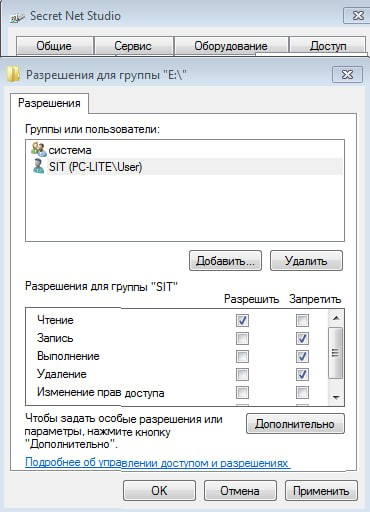 Secret Net Studio
Общие Сервис Оборудование Доступ
Разрешения для группы "E:\"
Разрешения
Группы или пользователи:
система
SIT (PC-LITE\User)
Добавить... Удалить
Разрешения для группы "SIT"
Разрешить Запретить
Чтение
Запись
Выполнение
Удаление
Изменение прав доступа
Чтобы задать особые разрешения или
параметры, нажмите кнопку
"Дополнительно".
Дополнительно
Подробнее об управлении доступом и разрешениях.
OK Отмена Применить